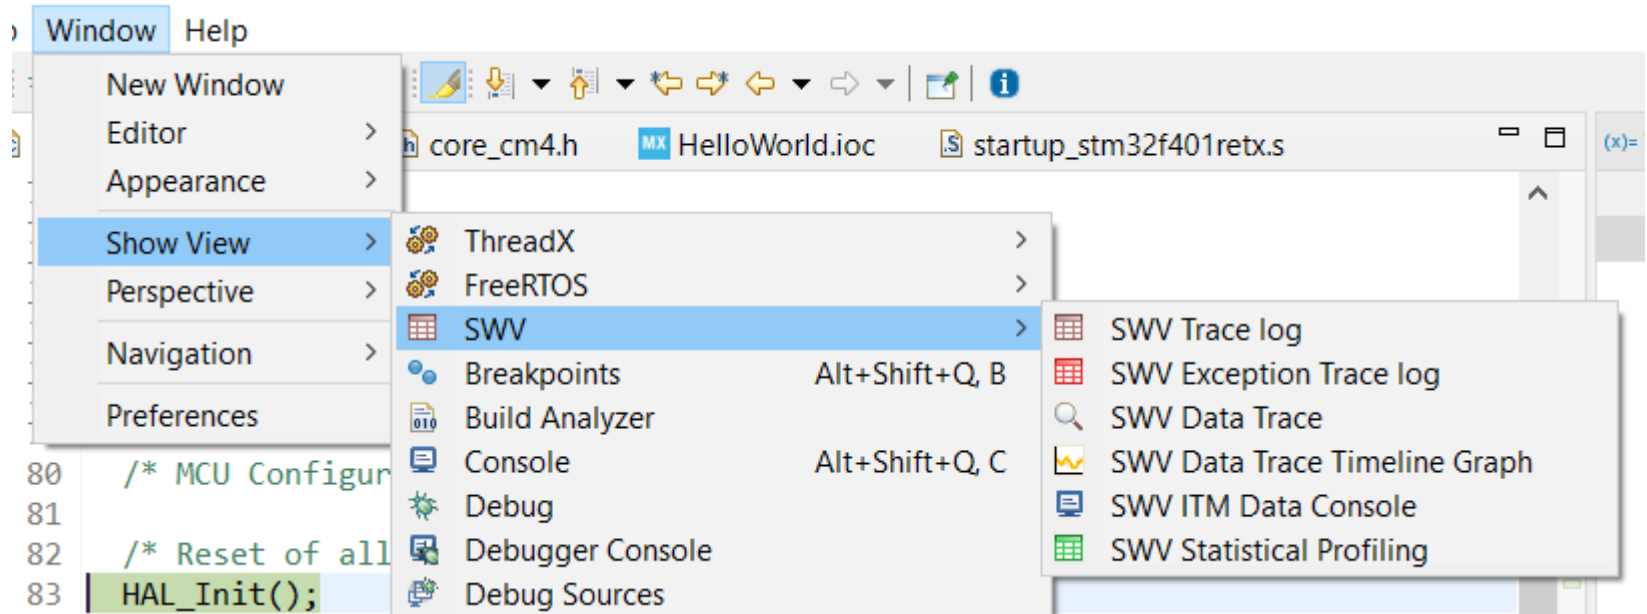 Window Help
New Window
Editor
Appearance
Show View
Perspective
Navigation
Preferences
core_cm4.h
MX HelloWorld.ioc
.S startup_stm32f401retx.s
(x)=
ThreadX
FreeRTOS
SWV
Breakpoints Alt+Shift+Q, B
010 Build Analyzer
Console Alt+Shift+Q, C
Debug
Debugger Console
Debug Sources
SWV Trace log
SWV Exception Trace log
SWV Data Trace
SWV Data Trace Timeline Graph
SWV ITM Data Console
SWV Statistical Profiling
80 /* MCU Configur
81
82 /* Reset of all
83 HAL_Init();